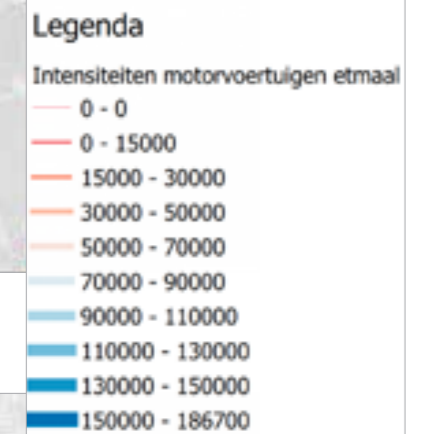 Legenda
Intensiteiten motorvoertuigen etmaal
0 - 0
0 - 15000
15000 - 30000
30000 - 50000
50000 - 70000
70000 - 90000
90000 - 110000
110000 - 130000
130000 - 150000
150000 - 186700